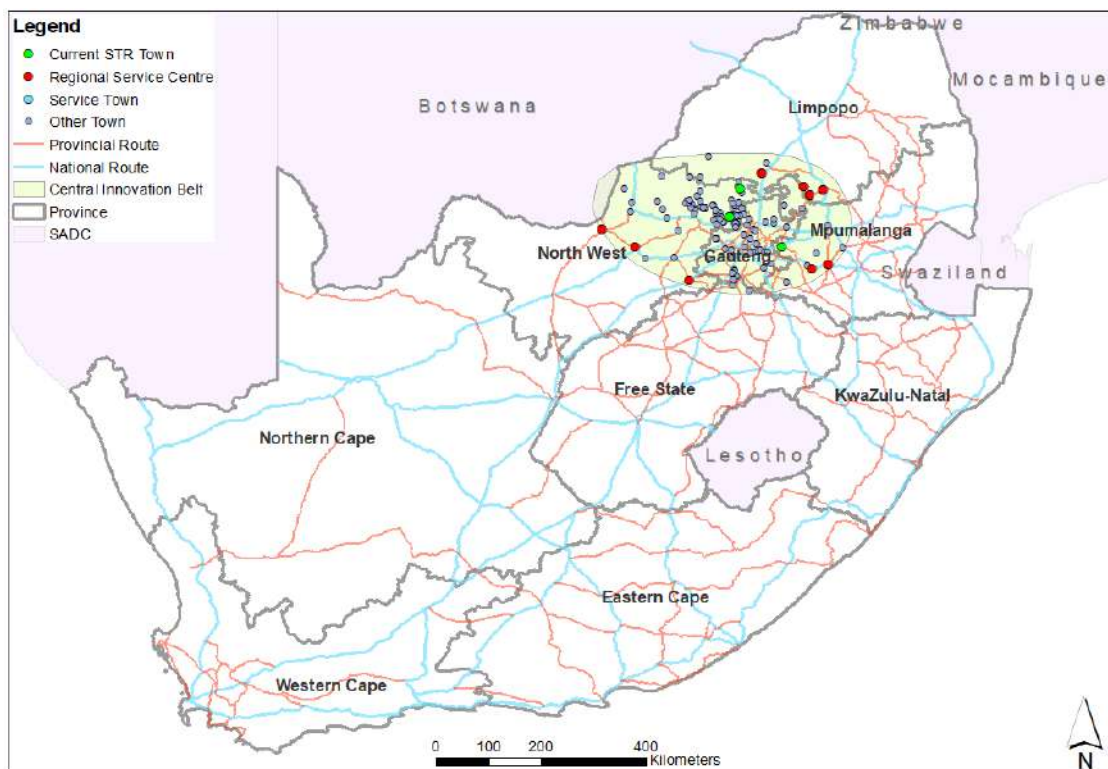 Legend
Current STR Town
Regional Service Centre
Service Town
Other Town
Provincial Route
National Route
Central Innovation Belt
Province
SADC
Zimbabwe
Mocambique
Botswana
Limpopo
North West
Mpumalanga
Gauteng
Swaziland
Free State
KwaZulu-Natal
Northern Cape
Lesotho
Eastern Cape
Western Cape
0 100 200 400
Kilometers
N